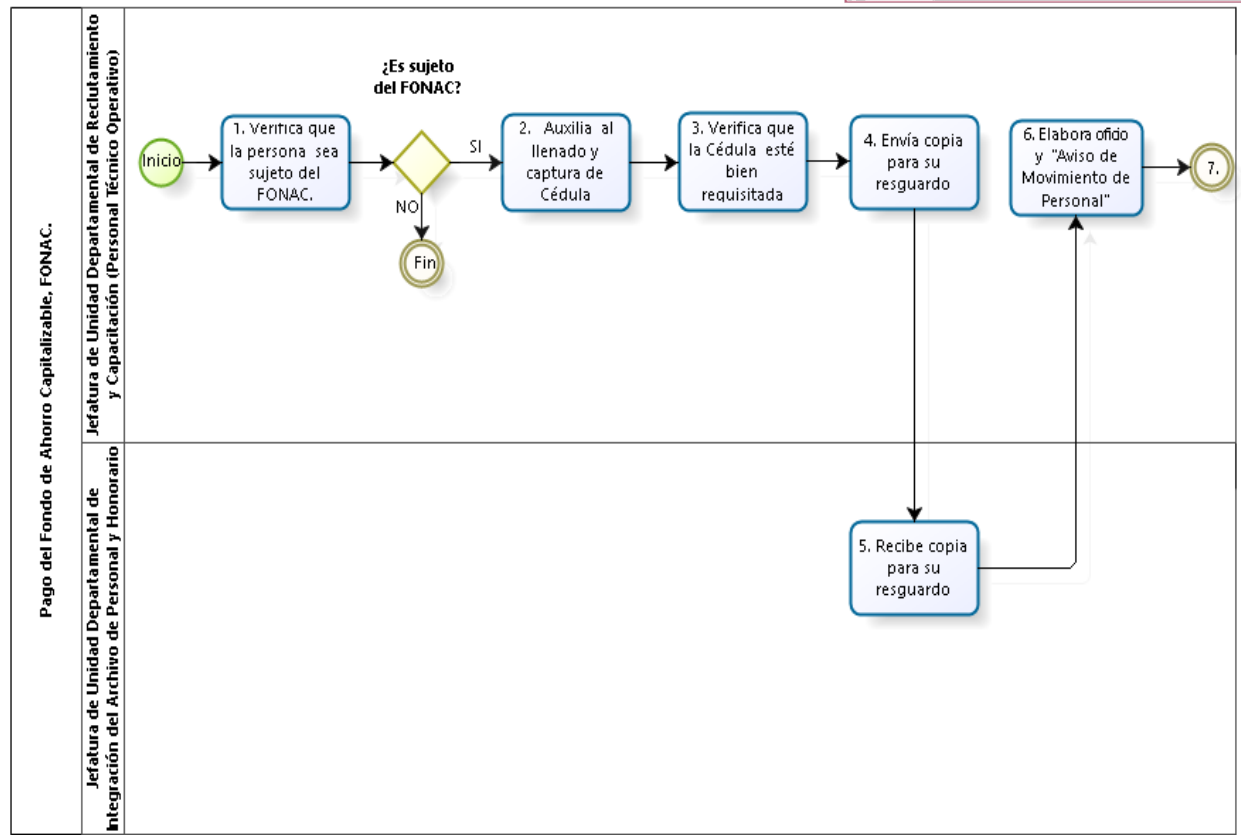 Pago del Fondo de Ahorro Capitalizable, FONAC.
Jefatura de Unidad Departamental de Reclutamiento
y Capacitación (Personal Técnico Operativo)
Inicio
1. Verifica que
la persona sea
sujeto del
FONAC.
¿Es sujeto
del FONAC?
SI
NO
Fin
2. Auxilia al
llenado y
captura de
Cédula
3. Verifica que
la Cédula esté
bien
requisitada
4. Envía copia
para su
resguardo
6. Elabora oficio
y "Aviso de
Movimiento de
Personal"
7.
Jefatura de Unidad Departamental de
Integración del Archivo de Personal y Honorario
5. Recibe copia
para su
resguardo